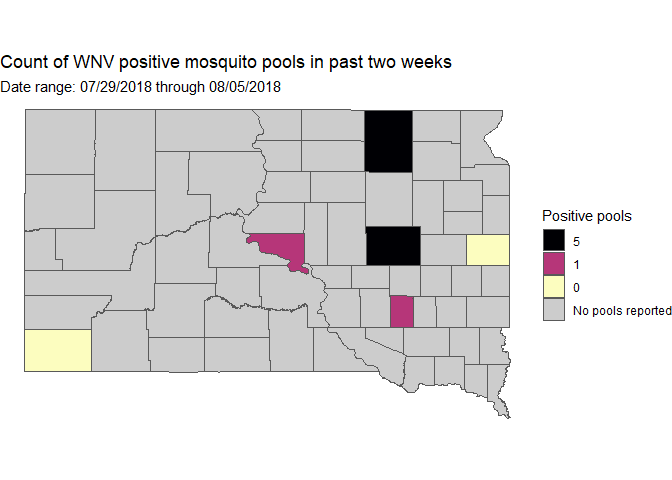 Count of WNV positive mosquito pools in past two weeks
Date range: 07/29/2018 through 08/05/2018
Positive pools
5
1
0
No pools reported